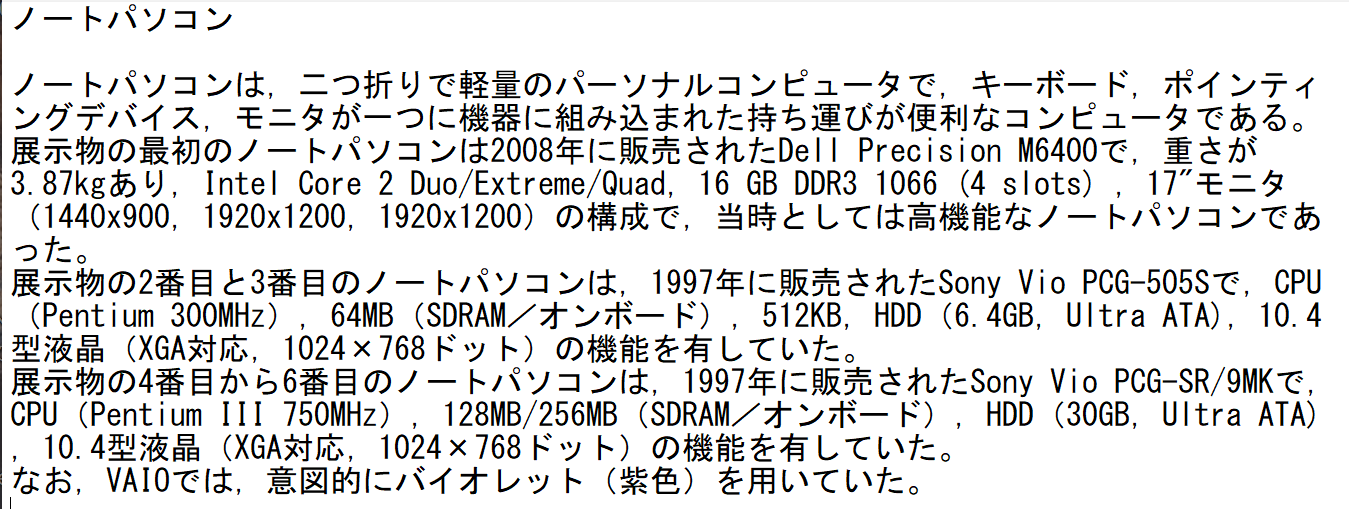 ノートパソコン
ノートパソコンは，二つ折りで軽量のパーソナルコンピュータで，キーボード，ポインティ
ングデバイス，モニタが一つに機器に組み込まれた持ち運びが便利なコンピュータである。
展示物の最初のノートパソコンは2008年に販売されたDell Precision M6400で，重さが
3.87kgあり，Intel Core 2 Duo/Extreme/Quad，16 GB DDR3 1066 (4 slots)，17"モニタ
（1440x900，1920x1200，1920x1200）の構成で，当時としては高機能なノートパソコンであ
った。
展示物の2番目と3番目のノートパソコンは，1997年に販売されたSony Vio PCG-505Sで，CPU
（Pentium 300MHz），64MB（SDRAM／オンボード），512KB，HDD（6.4GB，Ultra ATA)，10.4
型液晶（XGA対応，1024×768ドット）の機能を有していた。
展示物の4番目から6番目のノートパソコンは，1997年に販売されたSony Vio PCG-SR/9MKで，
CPU（Pentium III 750MHz），128MB/256MB（SDRAM／オンボード），HDD（30GB，Ultra ATA)
，10.4型液晶（XGA対応，1024×768ドット）の機能を有していた。
なお，VAIOでは，意図的にバイオレット（紫色）を用いていた。